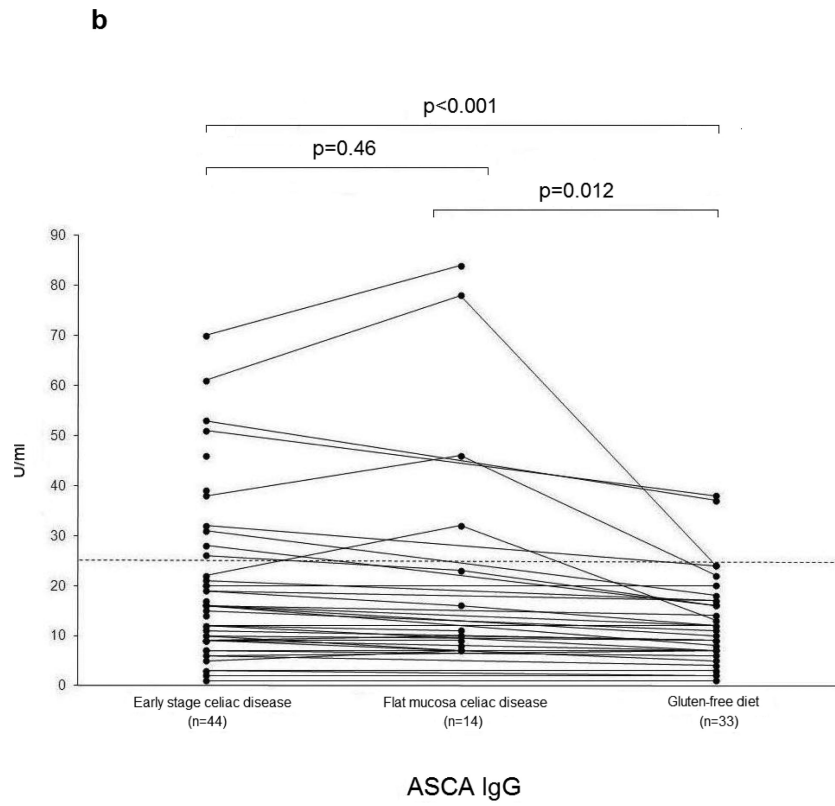 b
p<0.001
p=0.46
p=0.012
90
80
70
60
50
40
30
20
10
0
U/ml
Early stage celiac disease
(n=44)
Flat mucosa celiac disease
(n=14)
Gluten-free diet
(n=33)
ASCA IgG